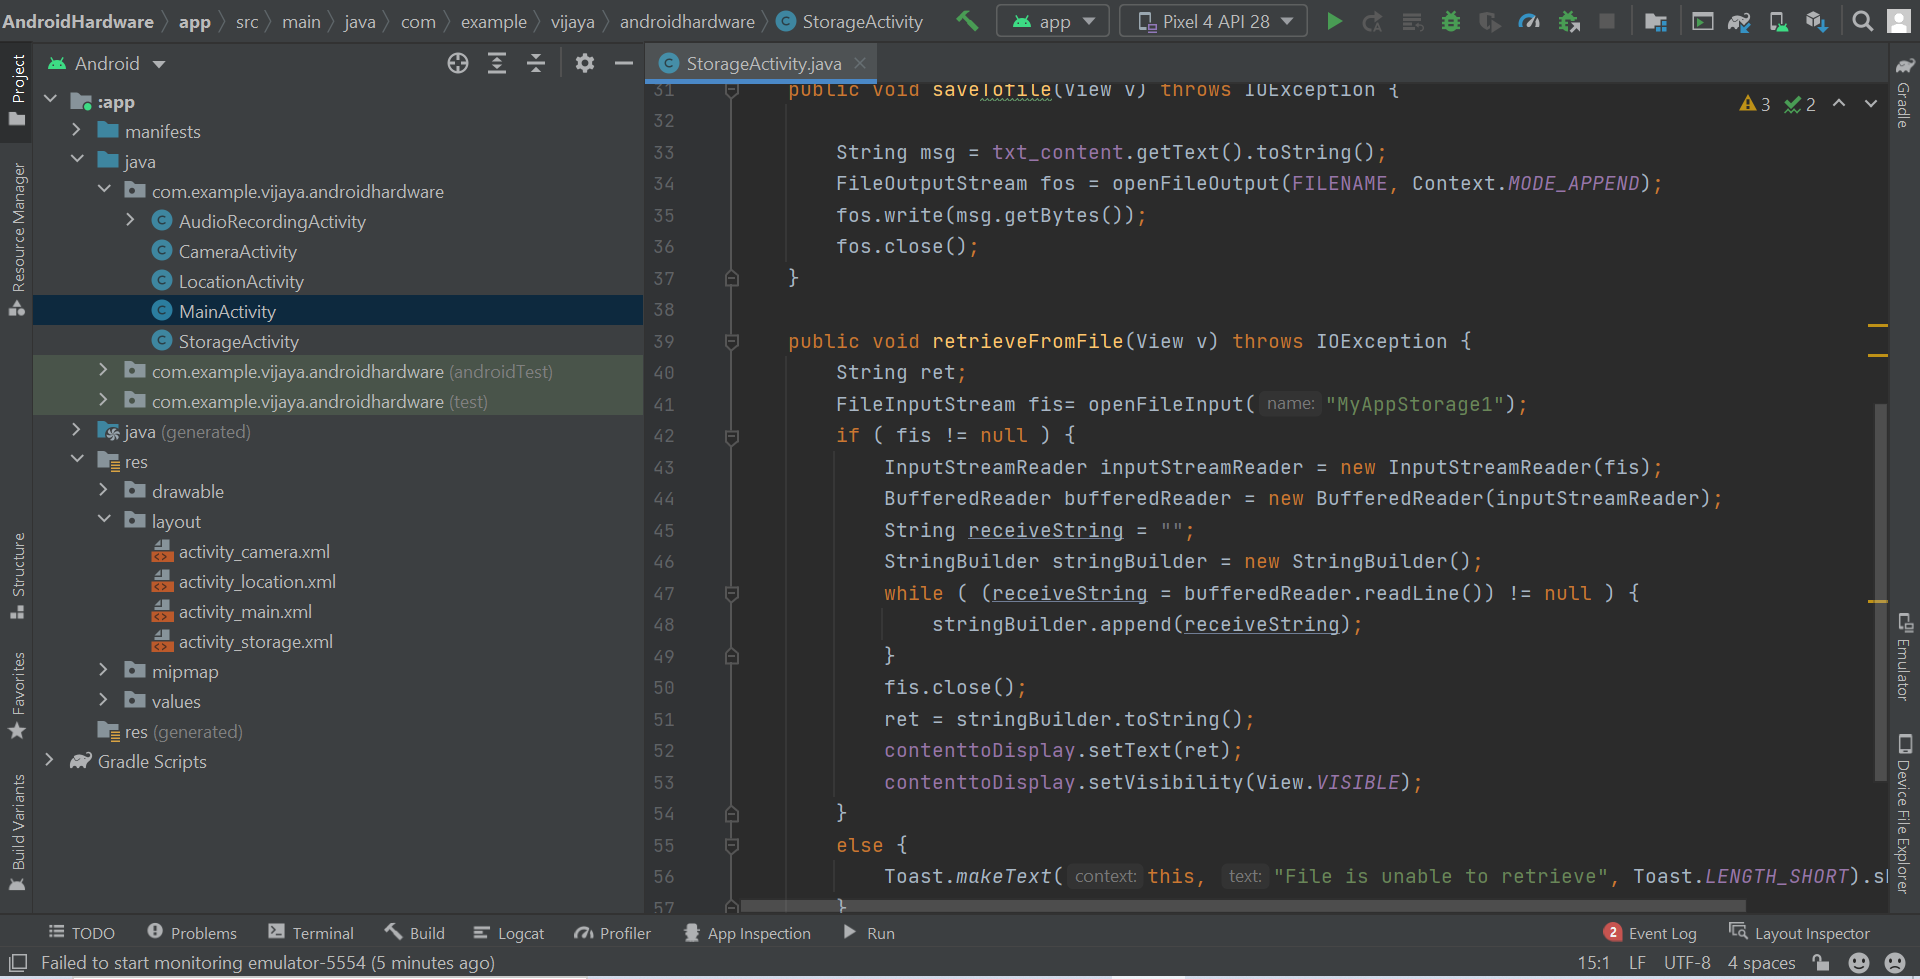 AndroidHardware app src main java com example vijaya androidhardware StorageActivity app Pixel 4 API 28
Project
Resource Manager
Structure
Favorites
Build Variants
Android
:app
manifests
java
com.example.vijaya.androidhardware
AudioRecordingActivity
CameraActivity
LocationActivity
MainActivity
StorageActivity
com.example.vijaya.androidhardware (androidTest)
com.example.vijaya.androidhardware (test)
java (generated)
res
drawable
layout
activity_camera.xml
activity_location.xml
activity_main.xml
activity_storage.xml
mipmap
values
res (generated)
Gradle Scripts
StorageActivity.java
3 2
31 public void saveTofile(View v) throws IOException {
32
33 String msg = txt_content.getText().toString();
34 FileOutputStream fos = openFileOutput(FILENAME, Context.MODE_APPEND);
35 fos.write(msg.getBytes());
36 fos.close();
37 }
38
39 public void retrieveFromFile(View v) throws IOException {
40 String ret;
41 FileInputStream fis= openFileInput( name: "MyAppStorage1");
42 if ( fis != null ) {
43 InputStreamReader inputStreamReader = new InputStreamReader(fis);
44 BufferedReader bufferedReader = new BufferedReader(inputStreamReader);
45 String receiveString = "";
46 StringBuilder stringBuilder = new StringBuilder();
47 while ( (receiveString = bufferedReader.readLine()) != null ) {
48 stringBuilder.append(receiveString);
49 }
50 fis.close();
51 ret = stringBuilder.toString();
52 contenttoDisplay.setText(ret);
53 contenttoDisplay.setVisibility(View.VISIBLE);
54 }
55 else {
56 Toast.makeText( context: this, text: "File is unable to retrieve", Toast.LENGTH_SHORT).s
57 }
Gradle
Emulator
Device File Explorer
TODO Problems Terminal Build Logcat Profiler App Inspection Run 2 Event Log Layout Inspector
Failed to start monitoring emulator-5554 (5 minutes ago) 15:1 LF UTF-8 4 spaces